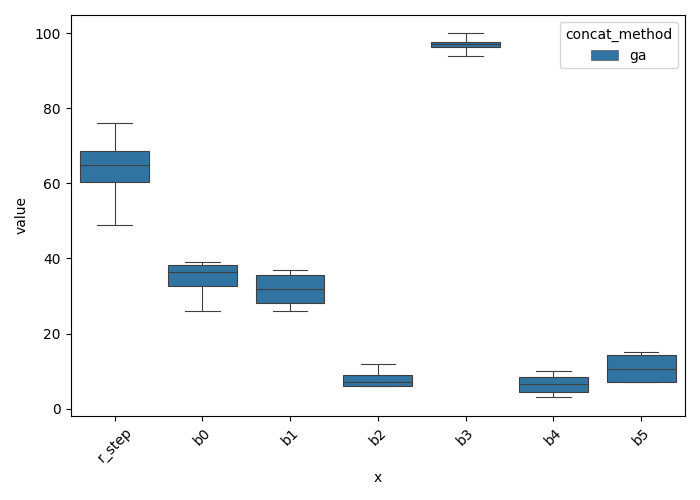 concat_method
ga
100
80
60
40
20
0
value
r_step
b0
b1
b2
b3
b4
b5
x